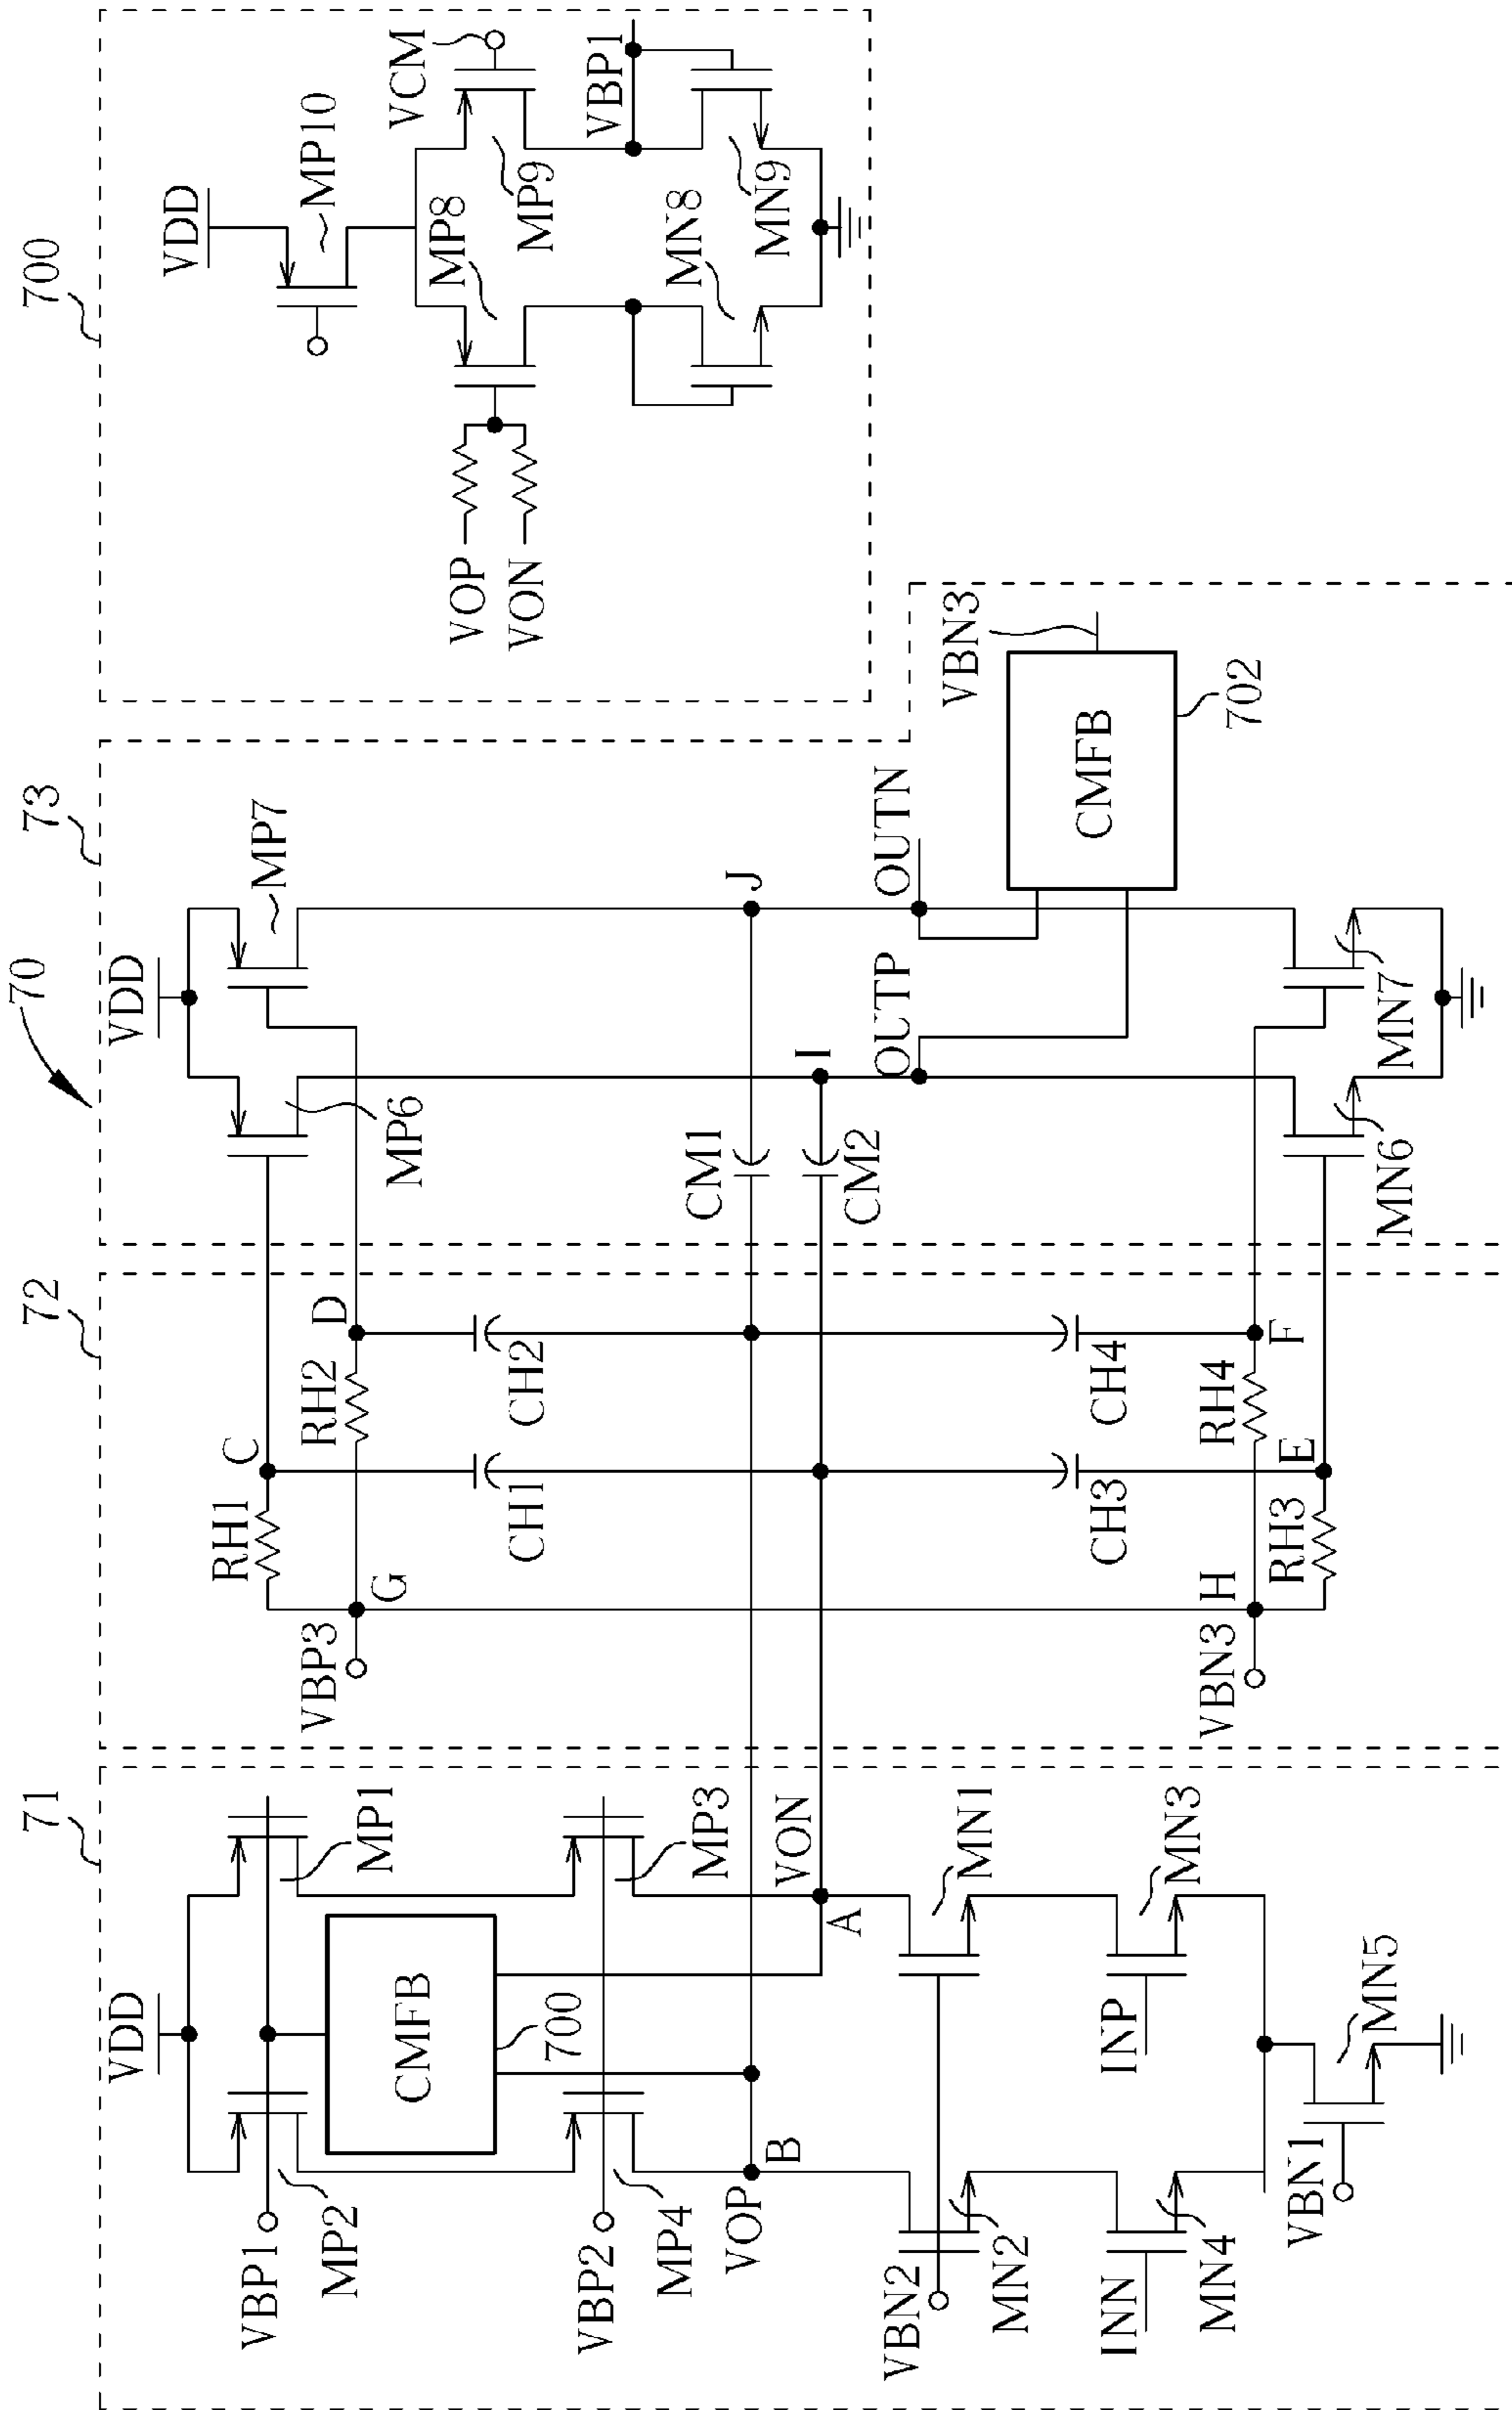 70
71
72
73
700
VDD
MP1
MP2
VBP1
CMFB
700
VBP2
MP3
MP4
VOP
B
VON
A
VBN2
MN1
MN2
INP
MN3
INN
MN4
VBN1
MN5
RH1
C
VBP3
G
RH2
D
CH1
CH2
CH3
CH4
VBN3
H
RH4
F
RH3
E
VDD
MP7
MP6
J
CM1
I
CM2
OUTP
OUTN
VBN3
CMFB
702
MN6
MN7
VDD
MP10
VCM
MP8
MP9
VOP
VON
VBP1
MN8
MN9